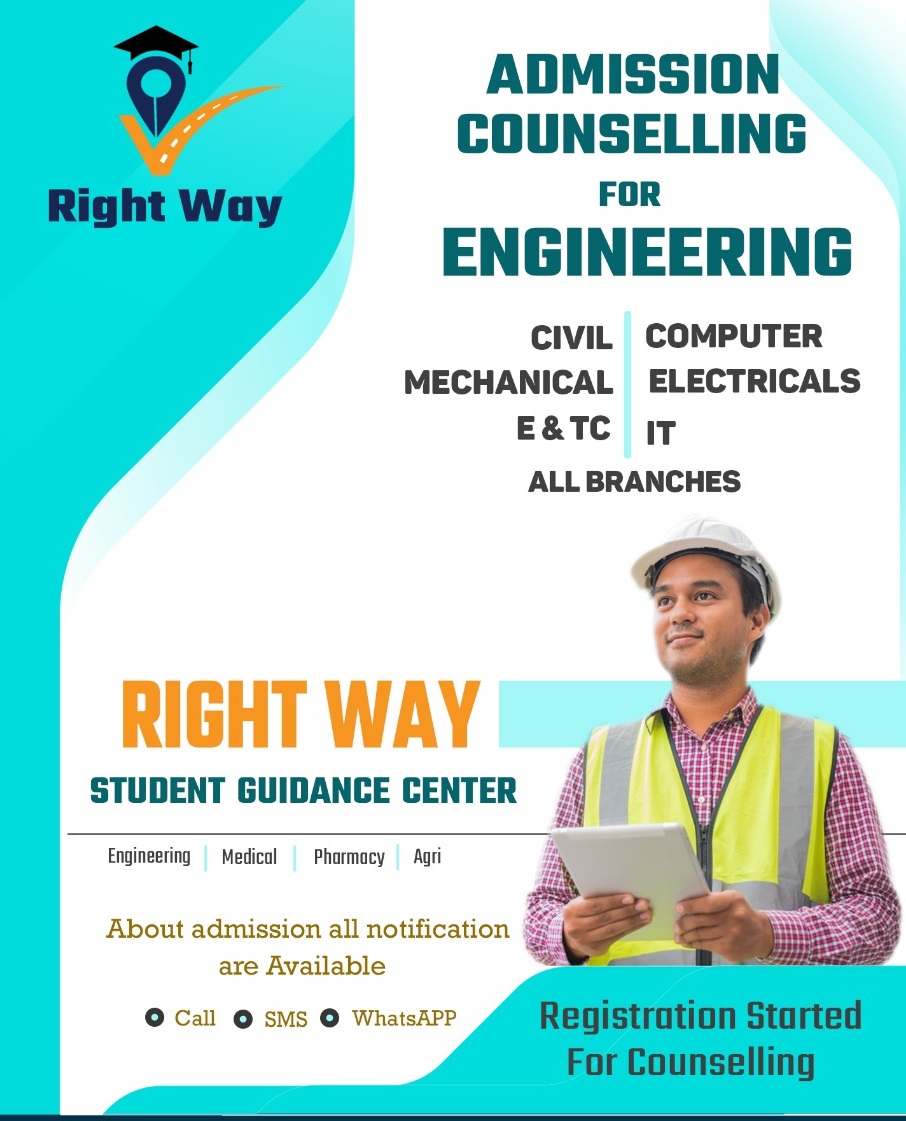 Right Way
ADMISSION
COUNSELLING
FOR
ENGINEERING
CIVIL
MECHANICAL
E & TC
COMPUTER
ELECTRICALS
IT
ALL BRANCHES
RIGHT WAY
STUDENT GUIDANCE CENTER
Engineering | Medical | Pharmacy | Agri
About admission all notification
are Available
Call SMS WhatsAPP
Registration Started
For Counselling